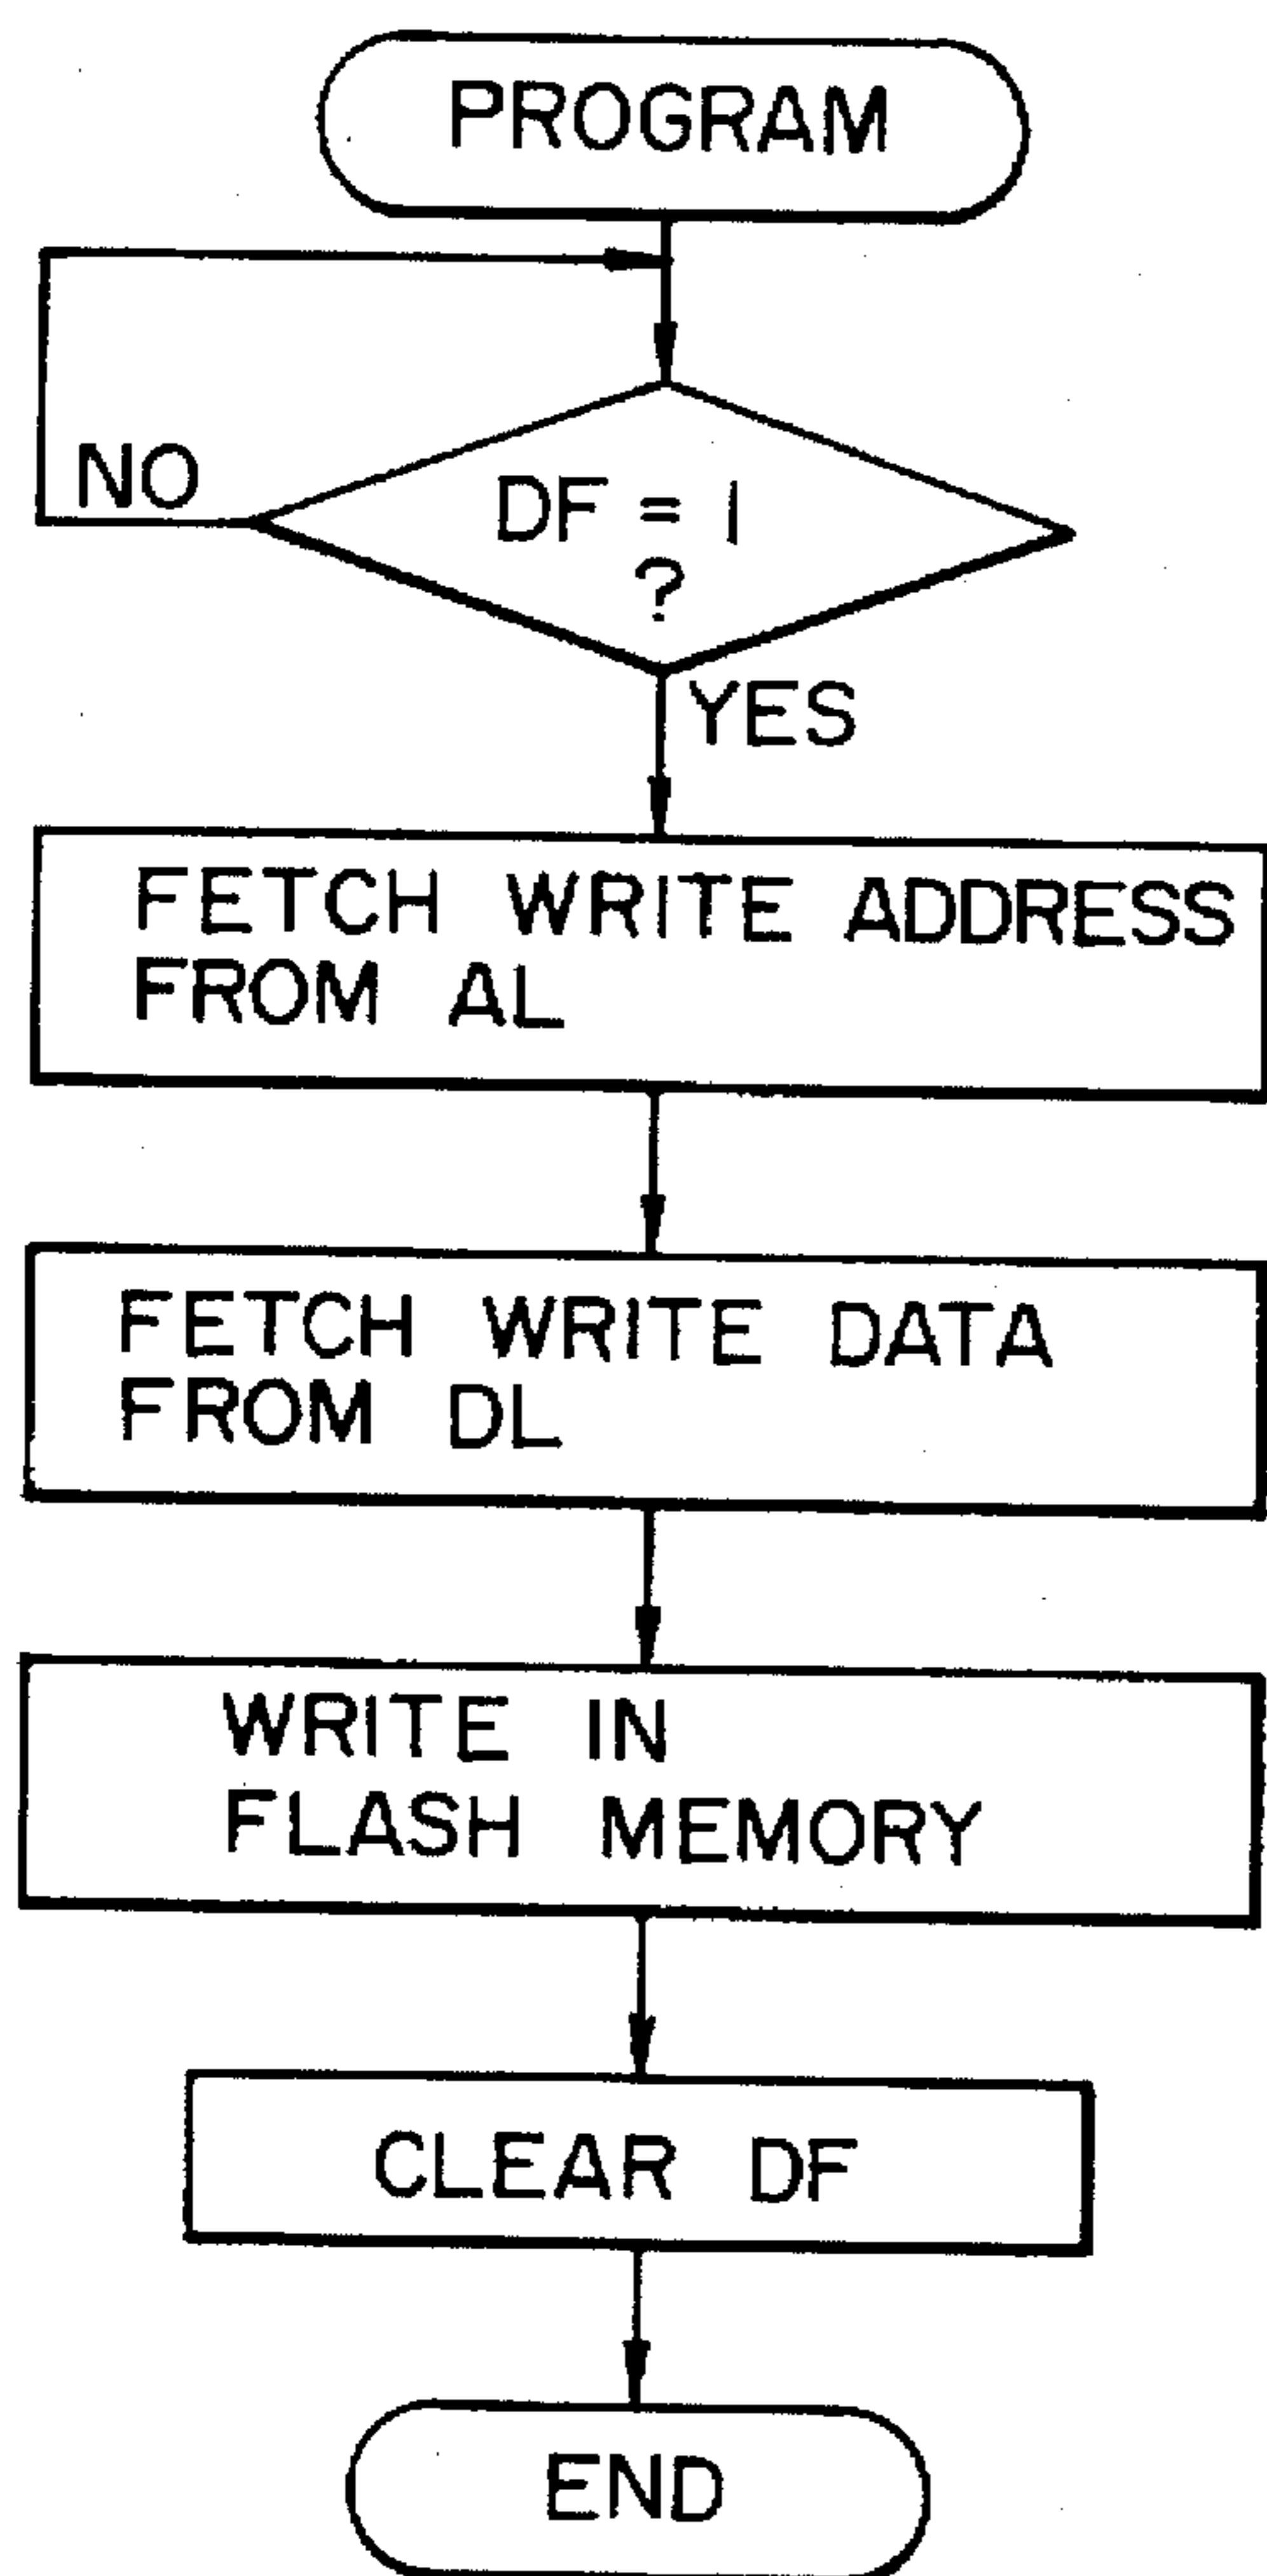 PROGRAM
DF = 1
?
NO
YES
FETCH WRITE ADDRESS
FROM AL
FETCH WRITE DATA
FROM DL
WRITE IN
FLASH MEMORY
CLEAR DF
END